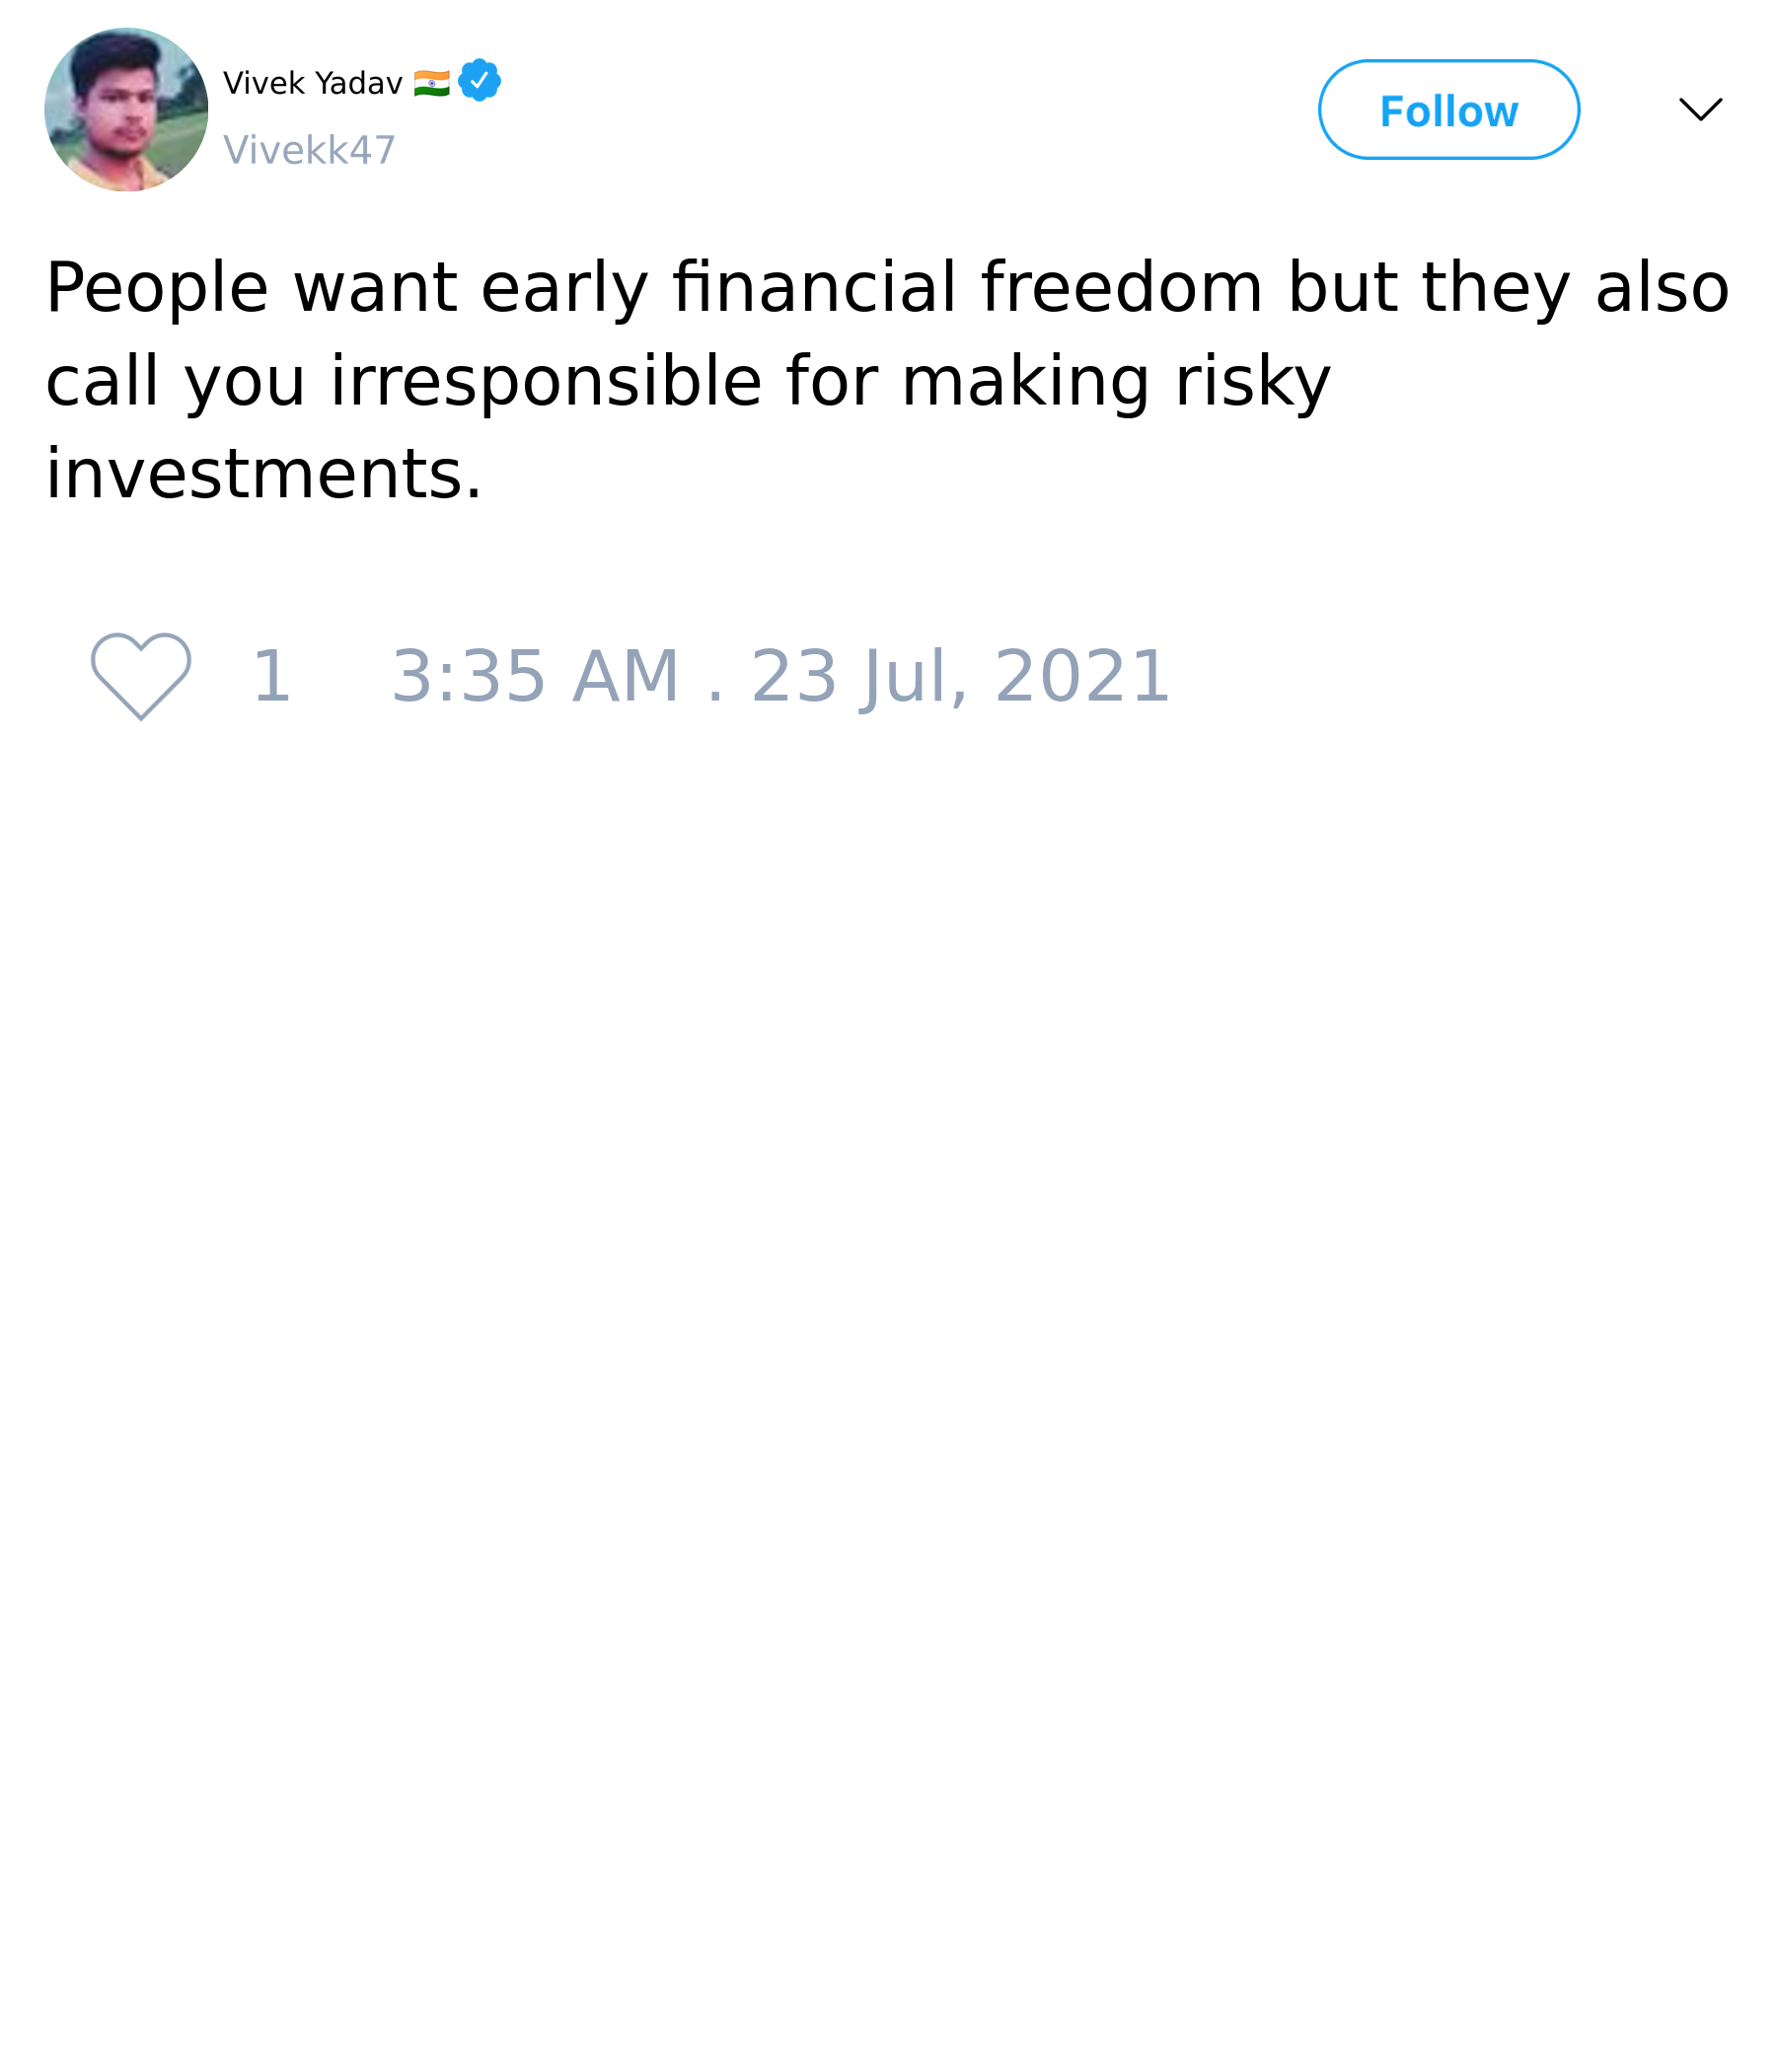 Vivek Yadav 🇮🇳
Vivekk47
Follow
People want early financial freedom but they also
call you irresponsible for making risky
investments.
1 3:35 AM . 23 Jul, 2021